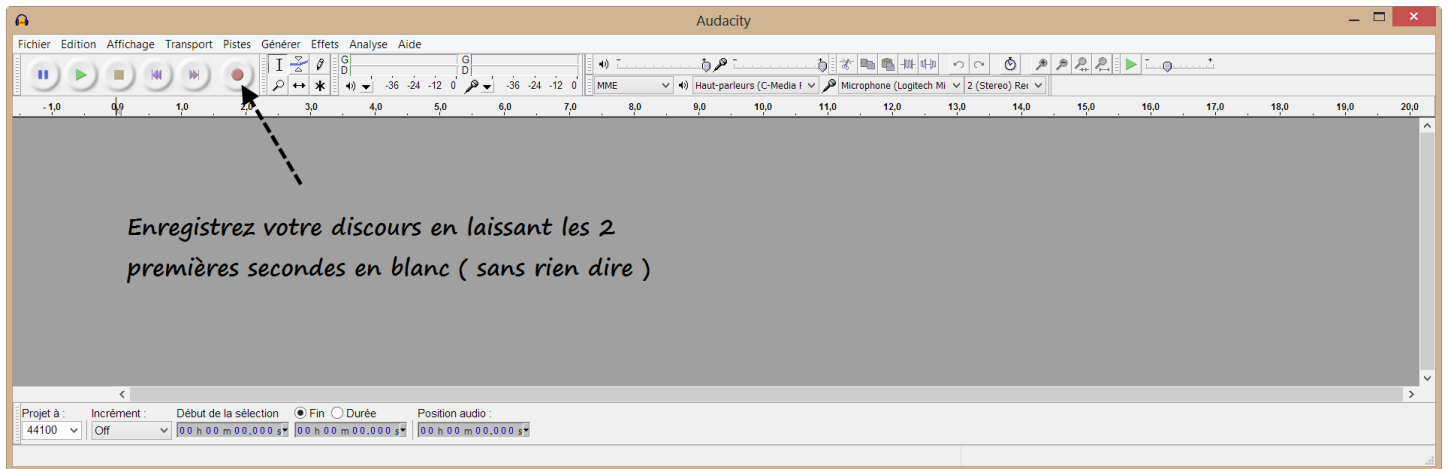 Audacity
Fichier Edition Affichage Transport Pistes Générer Effets Analyse Aide
G G
D D
-36 -24 -12 0 -36 -24 -12 0
MME Haut-parleurs (C-Media Microphone (Logitech Mi 2 (Stereo) Rec
- 1,0 0,0 1,0 2,0 3,0 4,0 5,0 6,0 7,0 8,0 9,0 10,0 11,0 12,0 13,0 14,0 15,0 16,0 17,0 18,0 19,0 20,0
Enregistrez votre discours en laissant les 2
premières secondes en blanc ( sans rien dire )
Projet à : Incrément : Début de la sélection Fin Durée Position audio :
44100 Off 00 h 00 m 00,000 s 00 h 00 m 00,000 s 00 h 00 m 00,000 s